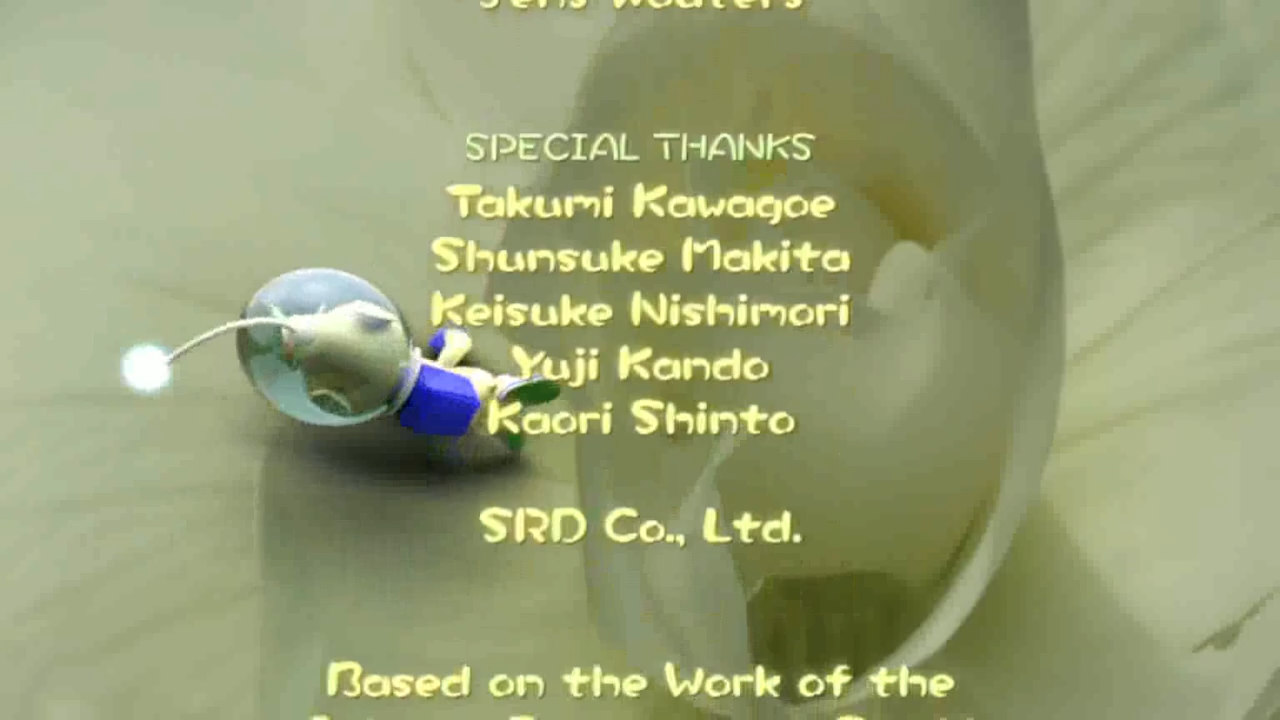 SPECIAL THANKS
Takumi Kawagoe
Shunsuke Makita
Keisuke Nishimori
Yuji Kando
Kaori Shinto
SRD Co., Ltd.
Based on the Work of the